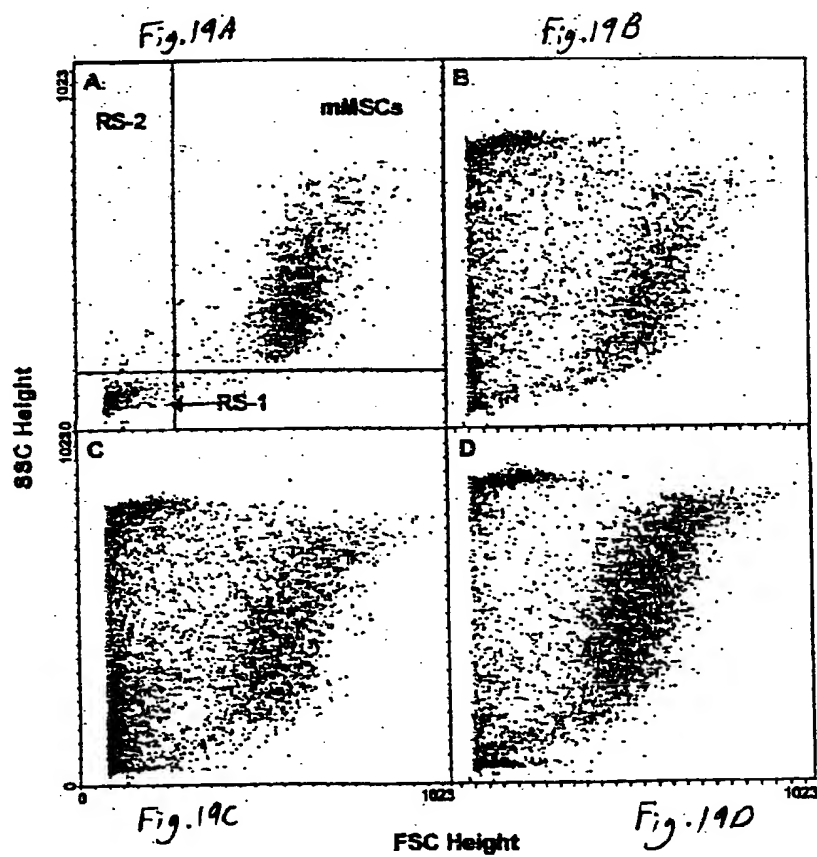 Fig.19A
Fig.19B
1023
A
RS-2
mMSCs
B
RS-1
SSC Height
0
1023
C
D
0
1023
1023
Fig.19C
FSC Height
Fig.19D